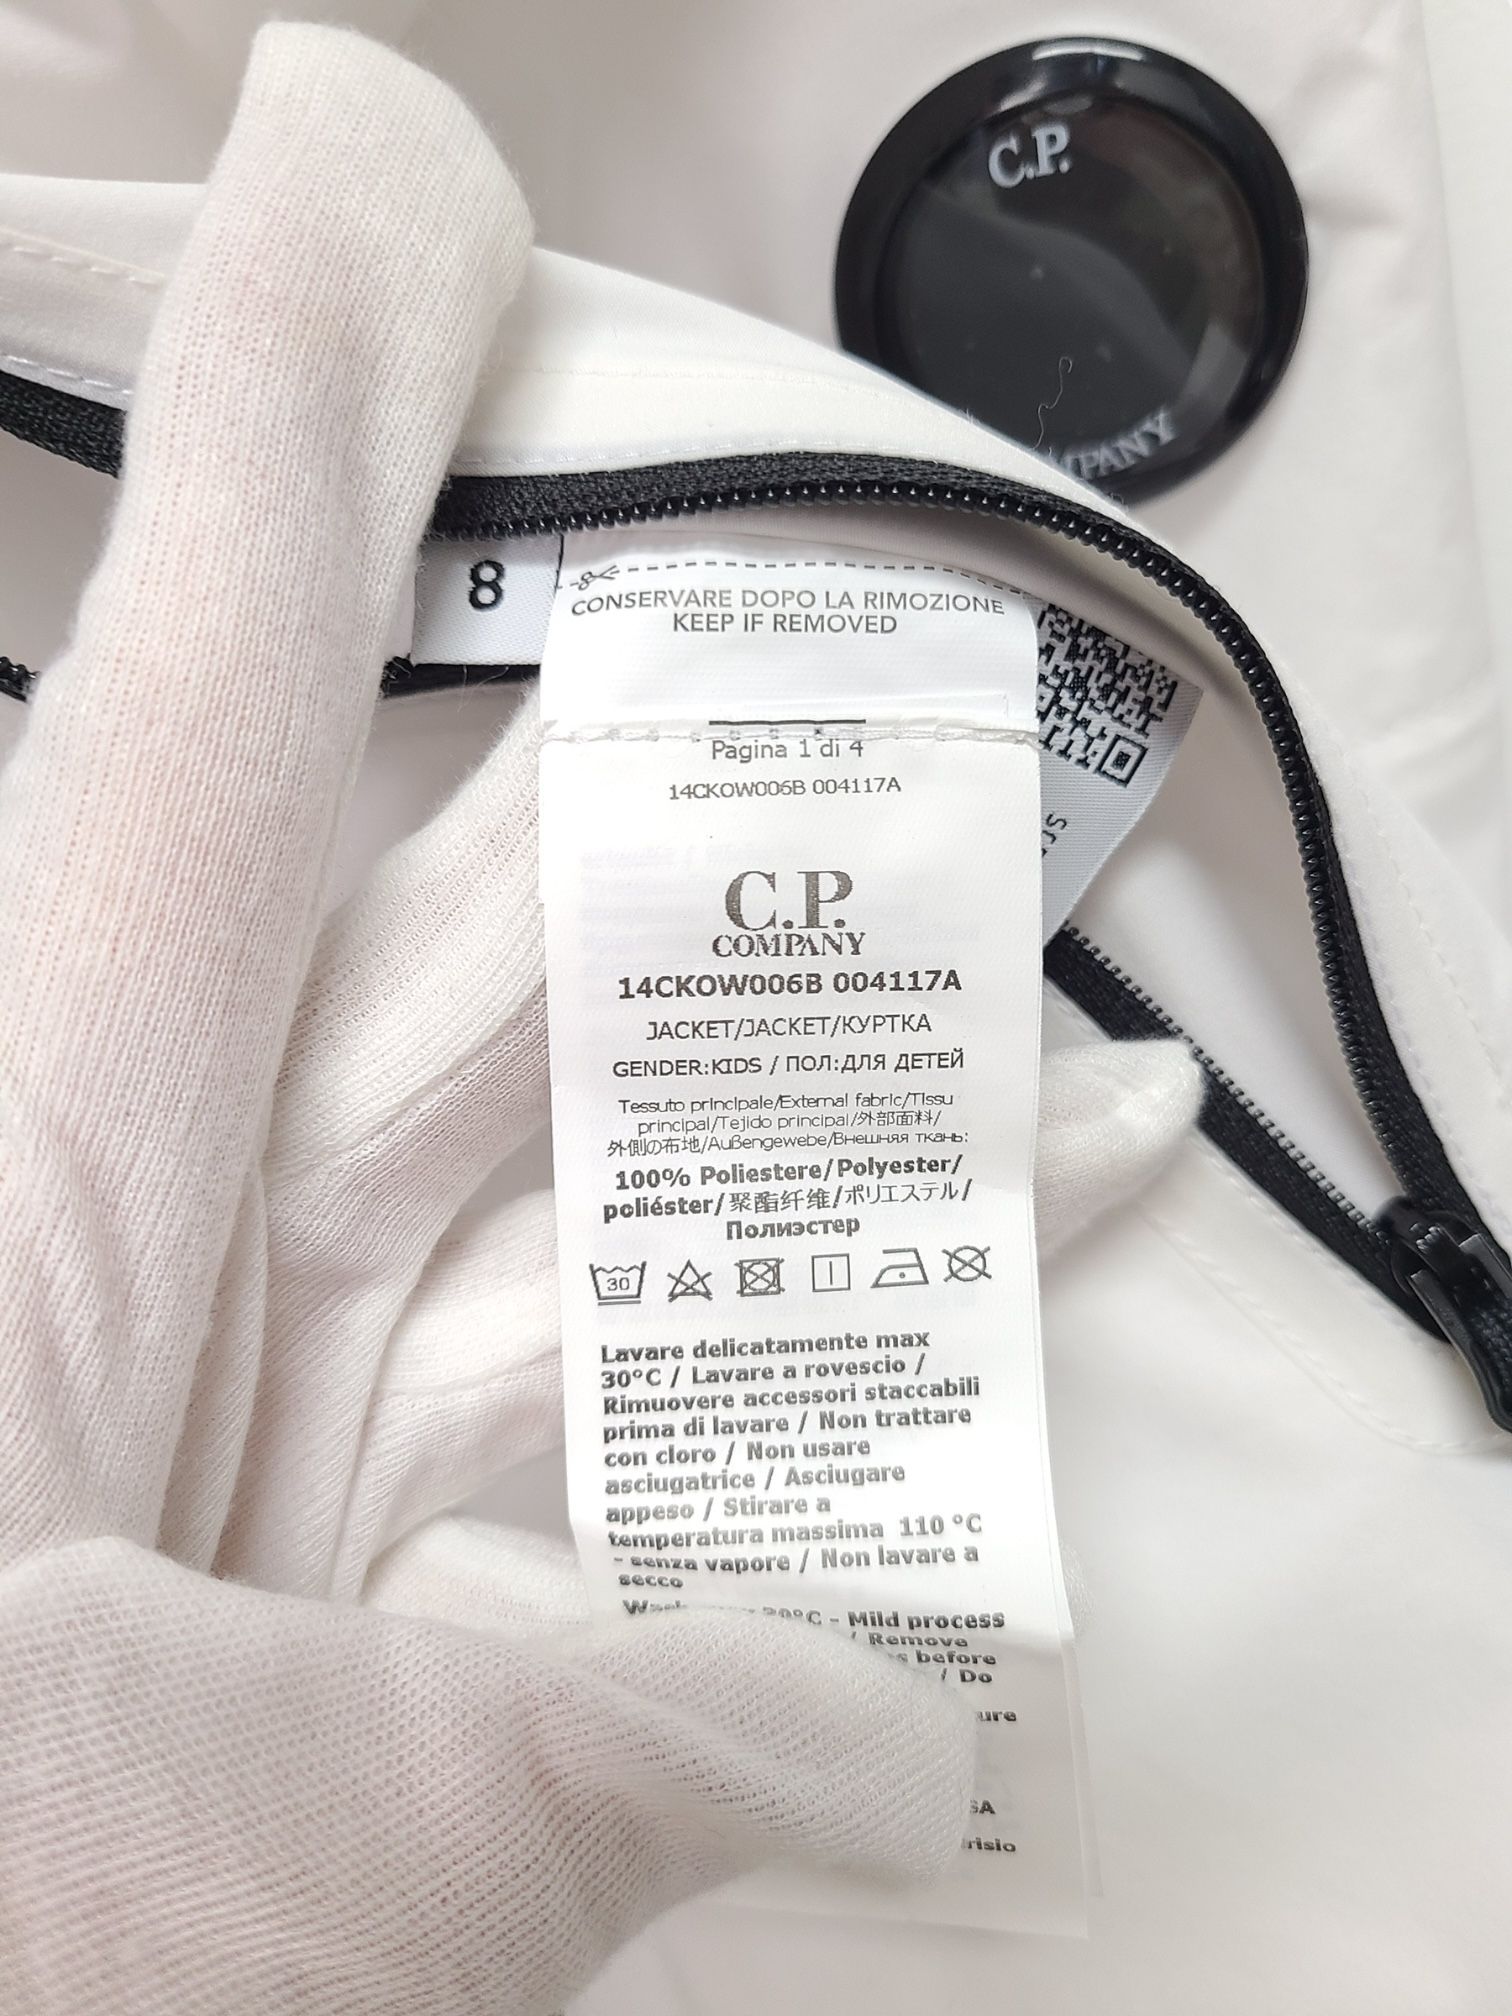 C.P.
COMPANY
8
CONSERVARE DOPO LA RIMOZIONE
KEEP IF REMOVED
Pagina 1 di 4
14CKOW006B 004117A
C.P.
COMPANY
14CKOW006B 004117A
JACKET/JACKET/КУРТКА
GENDER:KIDS / ПОЛ:ДЛЯ ДЕТЕЙ
Tessuto principale/External fabric/Tissu
principal/Tejido principal/外部面料/
外側の布地/Außengewebe/Внешняя ткань:
100% Poliestere/Polyester/
poliéster/聚酯纤维/ポリエステル/
Полиэстер
30
Lavare delicatamente max
30°C / Lavare a rovescio /
Rimuovere accessori staccabili
prima di lavare / Non trattare
con cloro / Non usare
asciugatrice / Asciugare
appeso / Stirare a
temperatura massima 110 °C
- senza vapore / Non lavare a
secco
- Mild process
/ Remove
before
/ Do